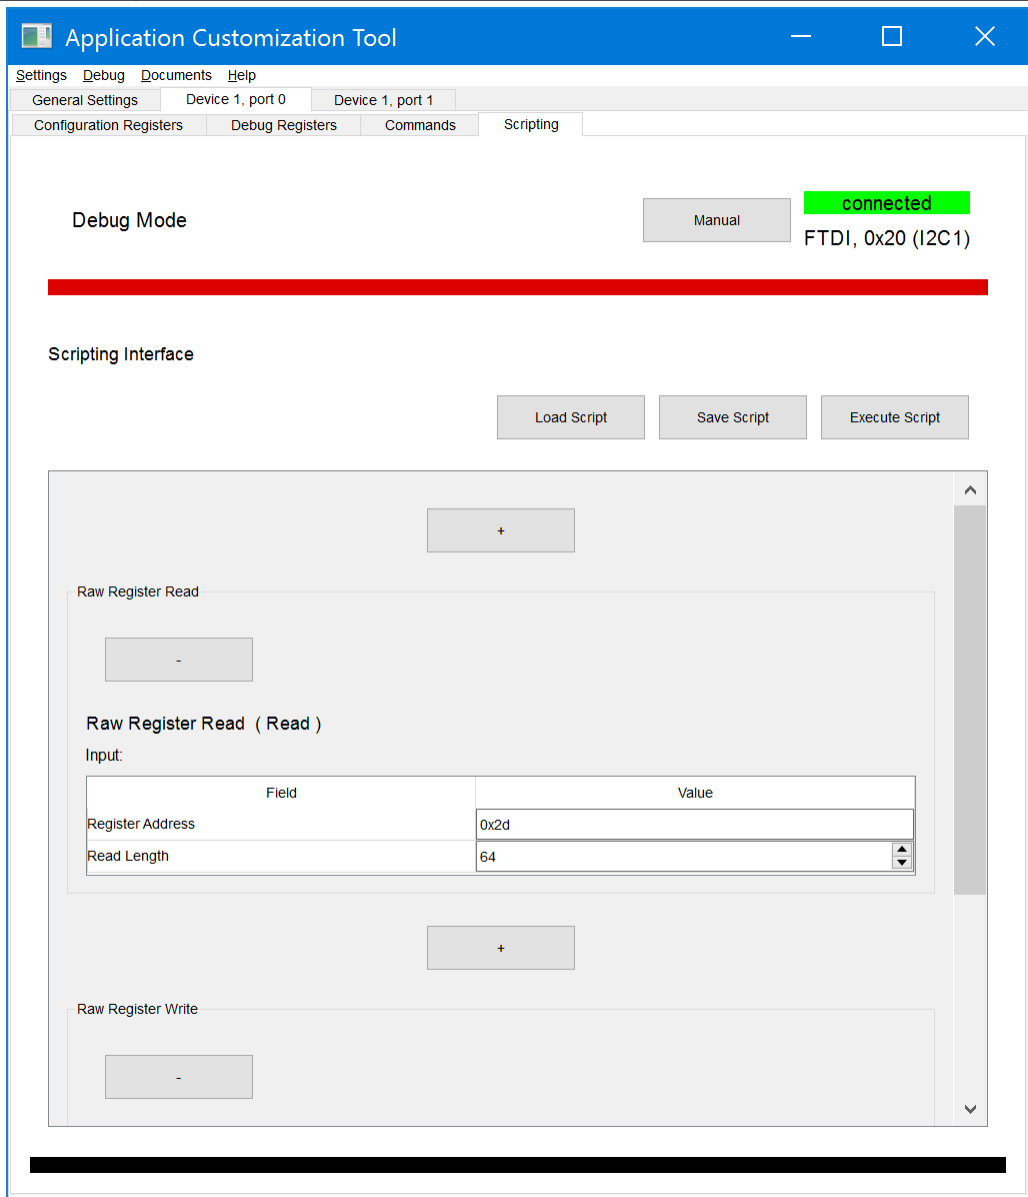 Application Customization Tool
Settings Debug Documents Help
General Settings Device 1, port 0 Device 1, port 1
Configuration Registers Debug Registers Commands Scripting
connected
Debug Mode Manual
FTDI, 0x20 (I2C1)
Scripting Interface
Load Script Save Script Execute Script
+
Raw Register Read
-
Raw Register Read ( Read )
Input:
Field Value
Register Address 0x2d
Read Length 64
+
Raw Register Write
-